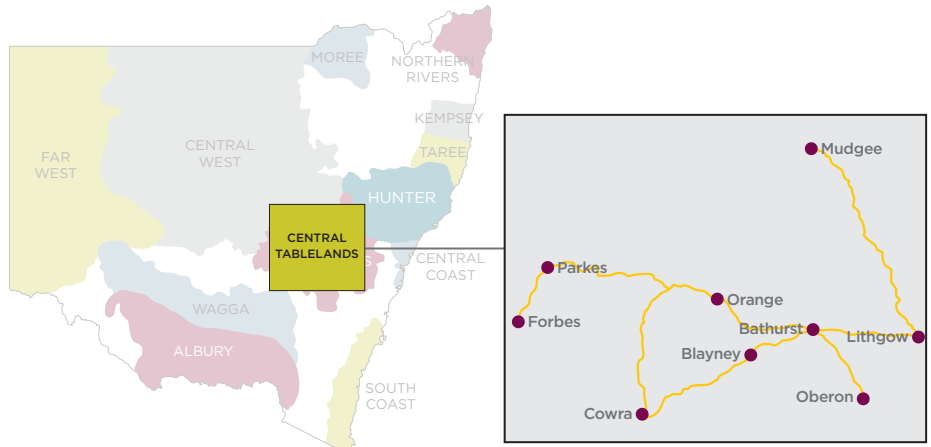 MOREE
NORTHERN
RIVERS
KEMPSEY
CENTRAL
WEST
TAREE
FAR
WEST
HUNTER
CENTRAL
TABLELANDS
S
CENTRAL
COAST
WAGGA
ALBURY
SOUTH
COAST
Mudgee
Parkes
Orange
Forbes
Bathurst
Lithgow
Blayney
Oberon
Cowra